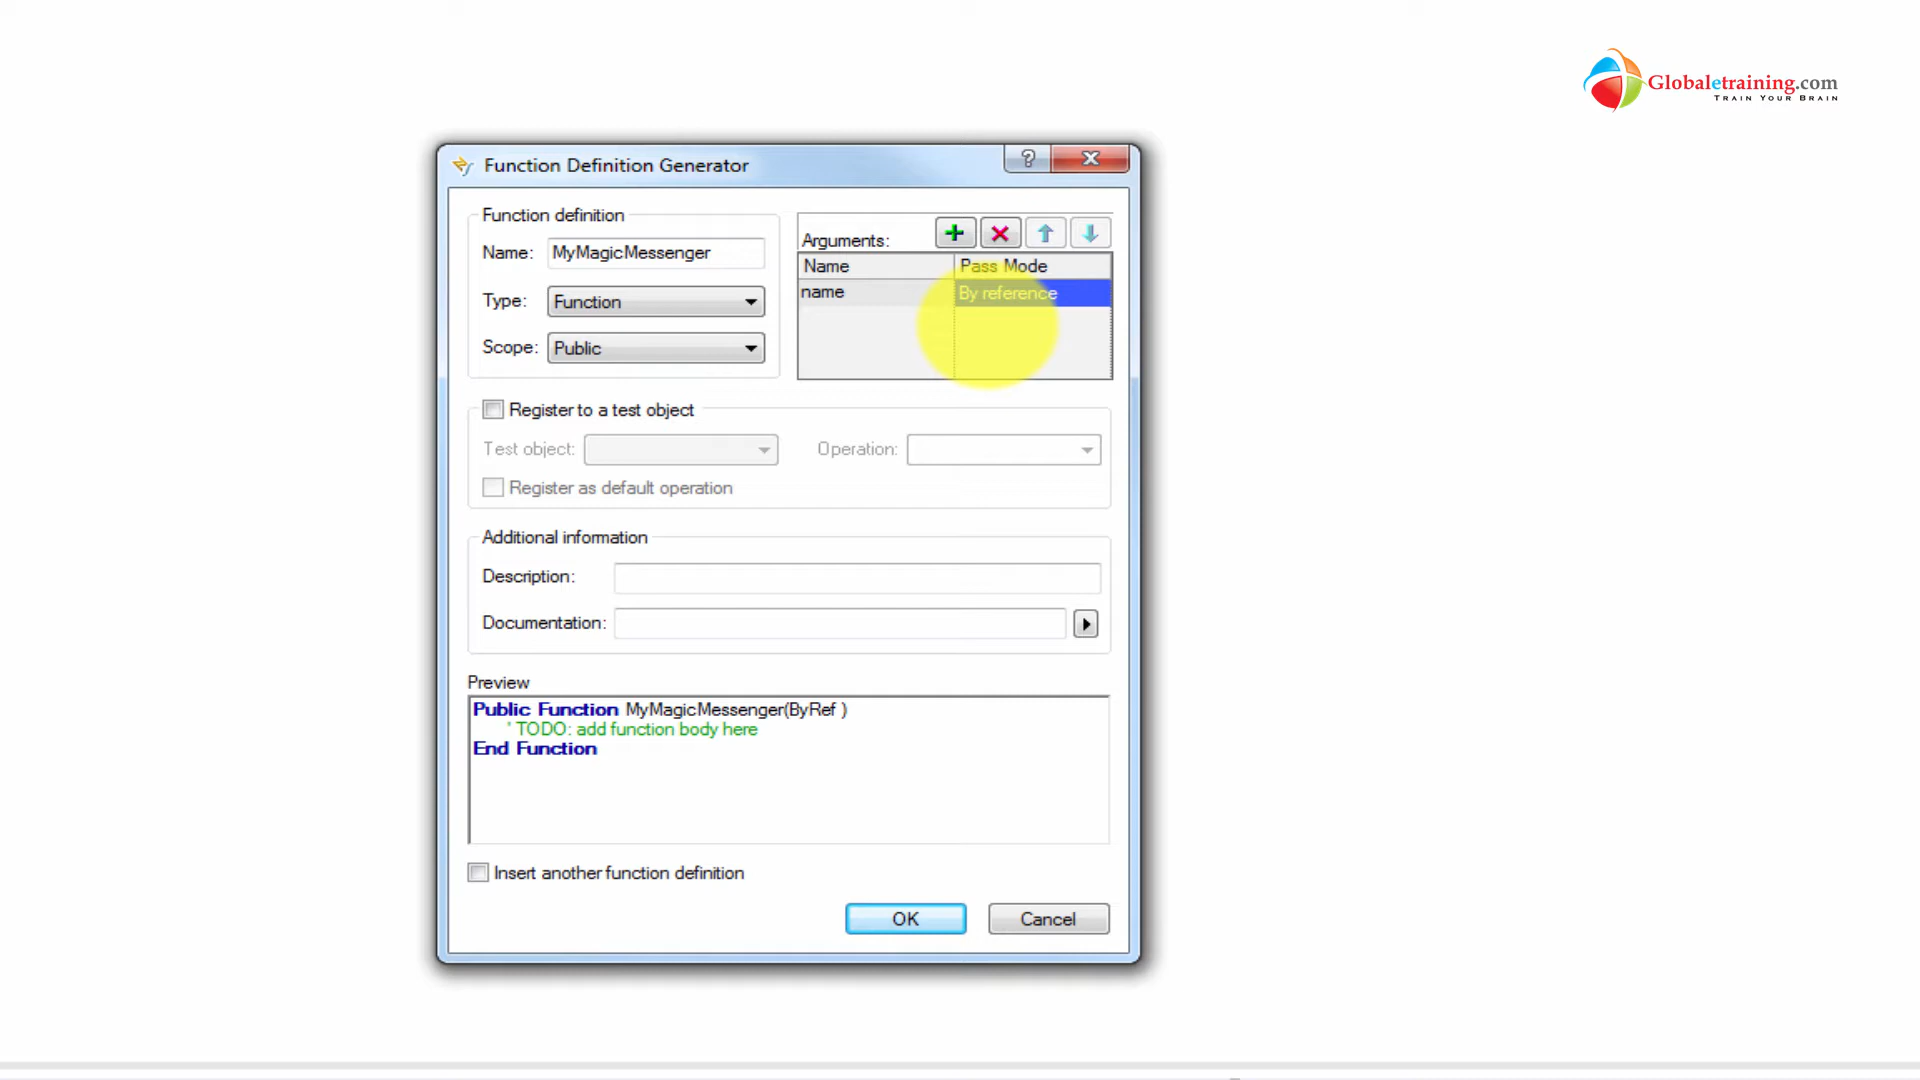 Globaletraining.com
TRAIN YOUR BRAIN
Function Definition Generator
?
Function definition
Name: MyMagicMessenger
Type: Function
Scope: Public
Arguments:
Name Pass Mode
name By reference
Register to a test object
Test object: Operation:
Register as default operation
Additional information
Description:
Documentation:
Preview
Public Function MyMagicMessenger(ByRef )
' TODO: add function body here
End Function
Insert another function definition
OK Cancel